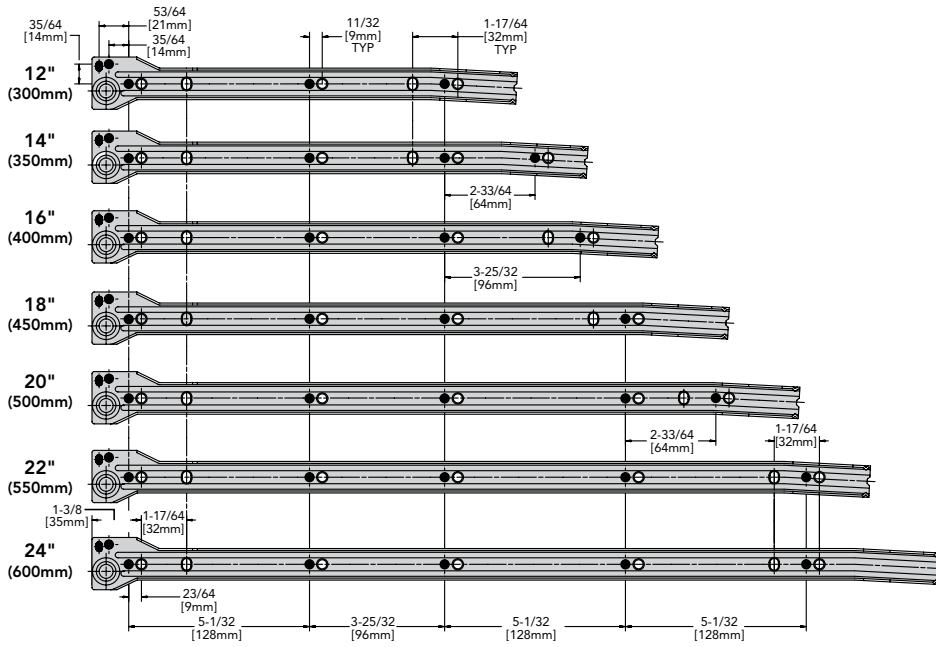 53/64
[21mm]
35/64
[14mm]
35/64
[14mm]
11/32
[9mm]
TYP
1-17/64
[32mm]
TYP
12"
(300mm)
14"
(350mm)
2-33/64
[64mm]
16"
(400mm)
3-25/32
[96mm]
18"
(450mm)
20"
(500mm)
2-33/64
[64mm]
1-17/64
[32mm]
22"
(550mm)
1-3/8
[35mm]
1-17/64
[32mm]
24"
(600mm)
23/64
[9mm]
5-1/32
[128mm]
3-25/32
[96mm]
5-1/32
[128mm]
5-1/32
[128mm]